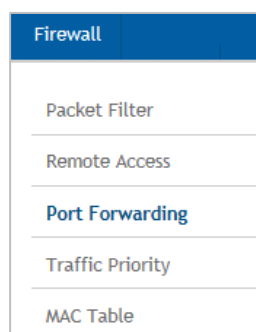 Firewall
Packet Filter
Remote Access
Port Forwarding
Traffic Priority
MAC Table